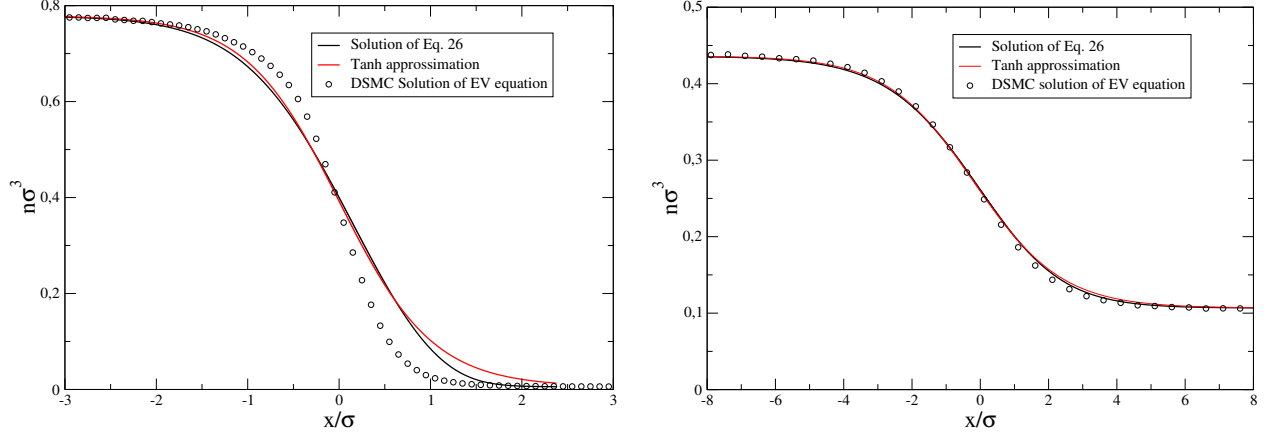 0,8
0,6
0,4
0,2
0
nσ³
-3
-2
-1
0
1
2
3
x/σ
Solution of Eq. 26
Tanh approssimation
DSMC Solution of EV equation
0,5
0,4
0,3
0,2
0,1
0
nσ³
-8
-6
-4
-2
0
2
4
6
8
x/σ
Solution of Eq. 26
Tanh approssimation
DSMC solution of EV equation